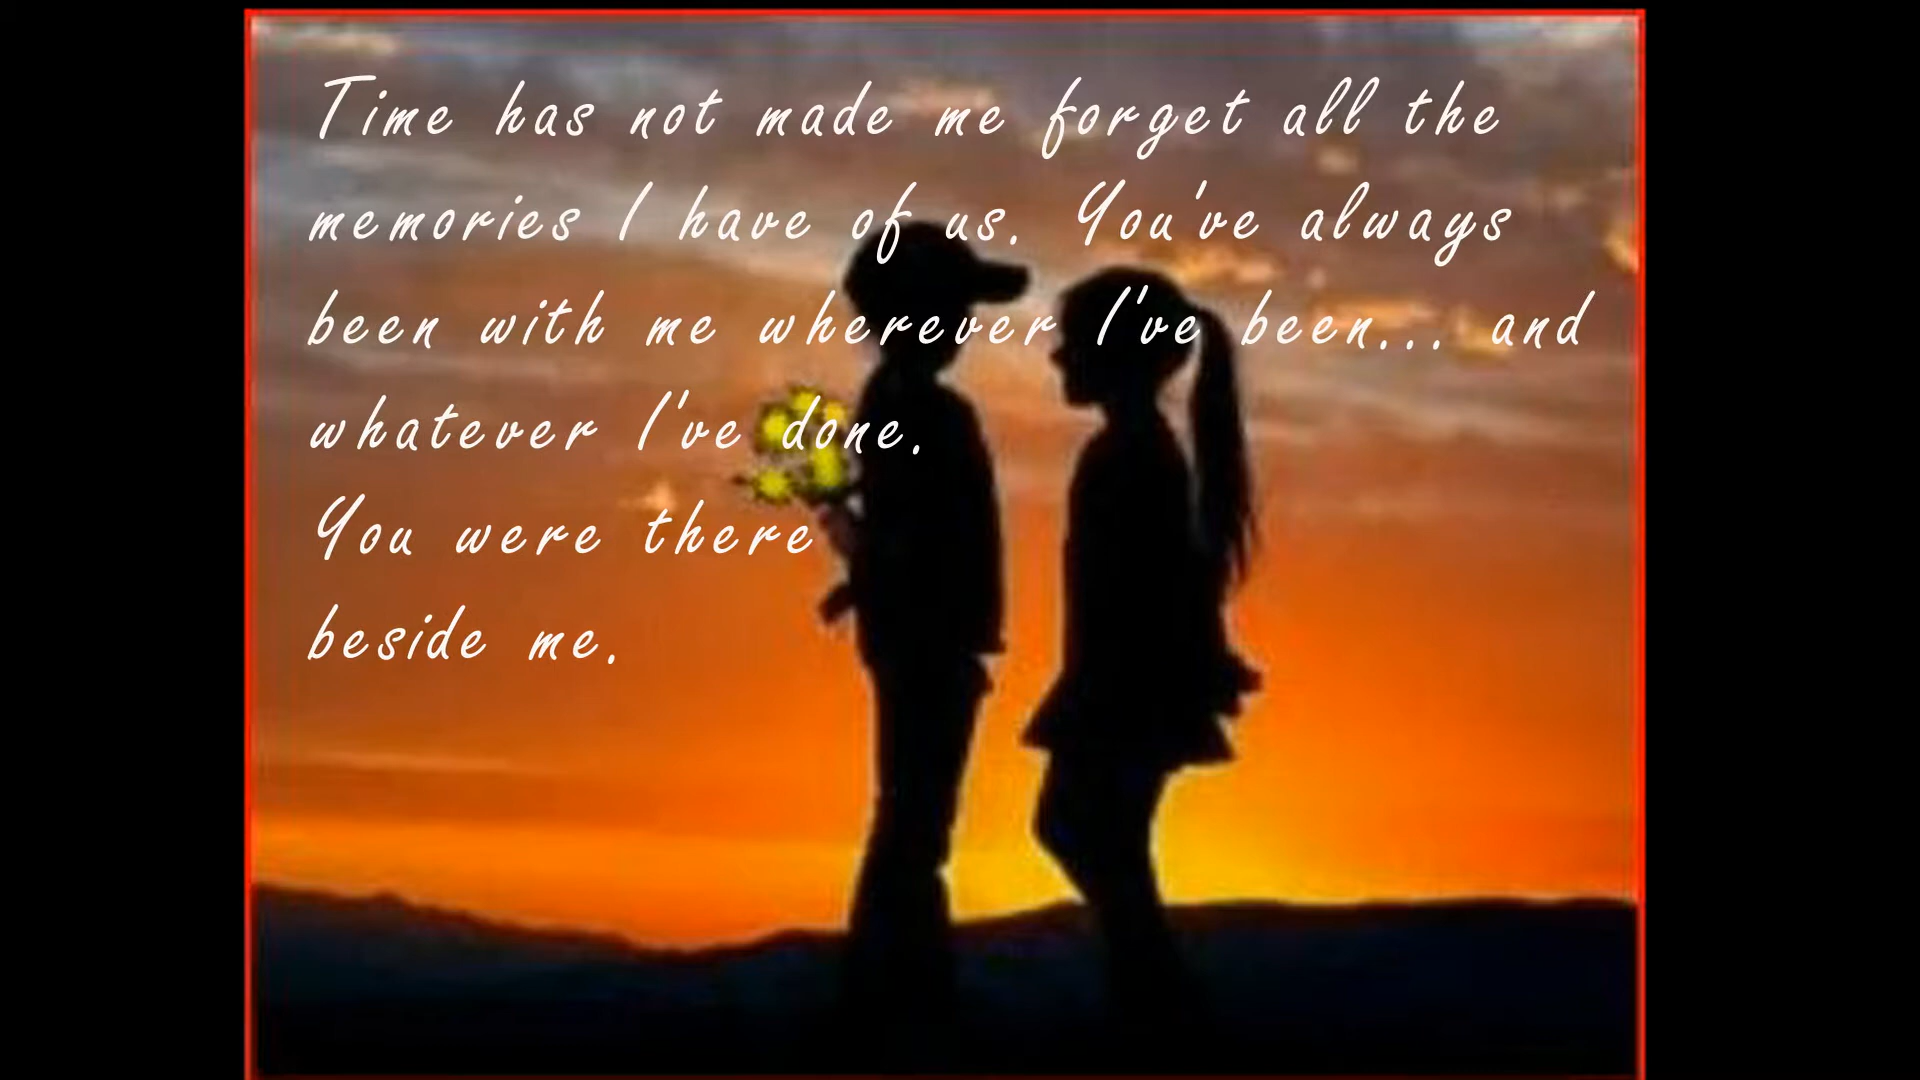 Time has not made me forget all the
memories I have of us. You've always
been with me wherever I've been... and
whatever I've done.
You were there
beside me.